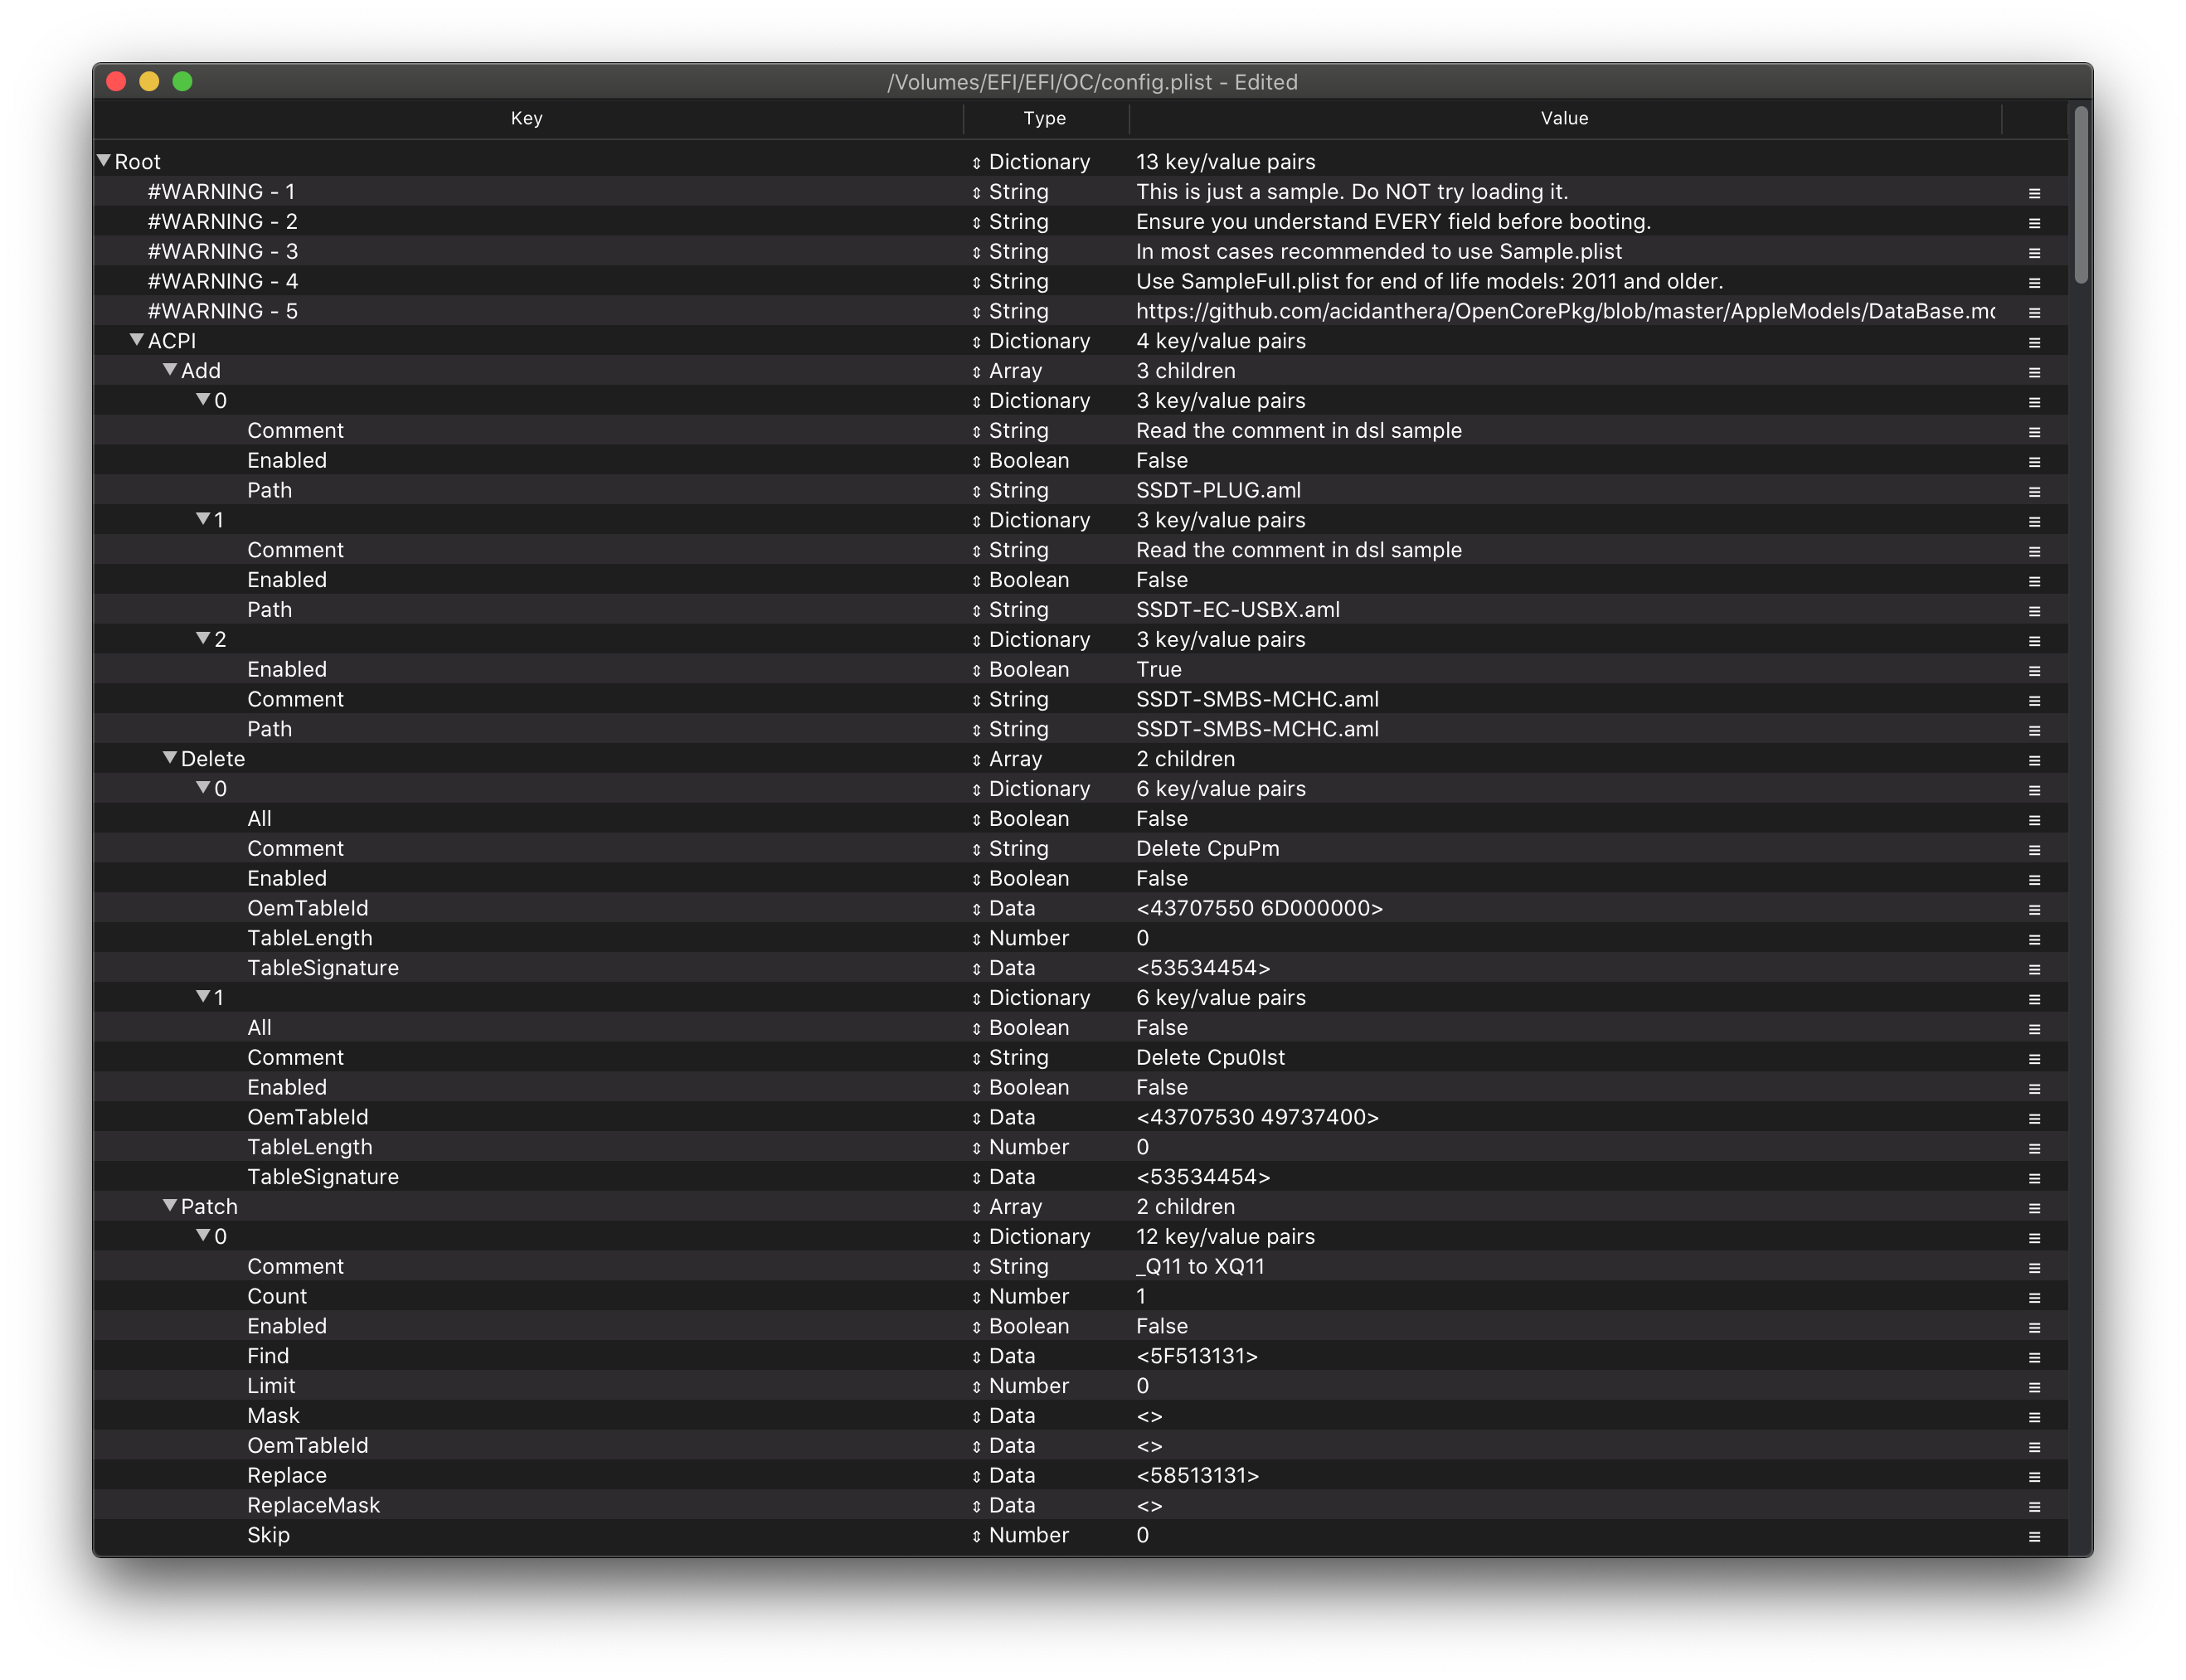 /Volumes/EFI/EFI/OC/config.plist - Edited
Key Type Value
Root Dictionary 13 key/value pairs
#WARNING - 1 String This is just a sample. Do NOT try loading it.
#WARNING - 2 String Ensure you understand EVERY field before booting.
#WARNING - 3 String In most cases recommended to use Sample.plist
#WARNING - 4 String Use SampleFull.plist for end of life models: 2011 and older.
#WARNING - 5 String https://github.com/acidanthera/OpenCorePkg/blob/master/AppleModels/DataBase.mc
ACPI Dictionary 4 key/value pairs
Add Array 3 children
0 Dictionary 3 key/value pairs
Comment String Read the comment in dsl sample
Enabled Boolean False
Path String SSDT-PLUG.aml
1 Dictionary 3 key/value pairs
Comment String Read the comment in dsl sample
Enabled Boolean False
Path String SSDT-EC-USBX.aml
2 Dictionary 3 key/value pairs
Enabled Boolean True
Comment String SSDT-SMBS-MCHC.aml
Path String SSDT-SMBS-MCHC.aml
Delete Array 2 children
0 Dictionary 6 key/value pairs
All Boolean False
Comment String Delete CpuPm
Enabled Boolean False
OemTableId Data <43707550 6D000000>
TableLength Number 0
TableSignature Data <53534454>
1 Dictionary 6 key/value pairs
All Boolean False
Comment String Delete Cpu0Ist
Enabled Boolean False
OemTableId Data <43707530 49737400>
TableLength Number 0
TableSignature Data <53534454>
Patch Array 2 children
0 Dictionary 12 key/value pairs
Comment String _Q11 to XQ11
Count Number 1
Enabled Boolean False
Find Data <5F513131>
Limit Number 0
Mask Data <>
OemTableId Data <>
Replace Data <58513131>
ReplaceMask Data <>
Skip Number 0